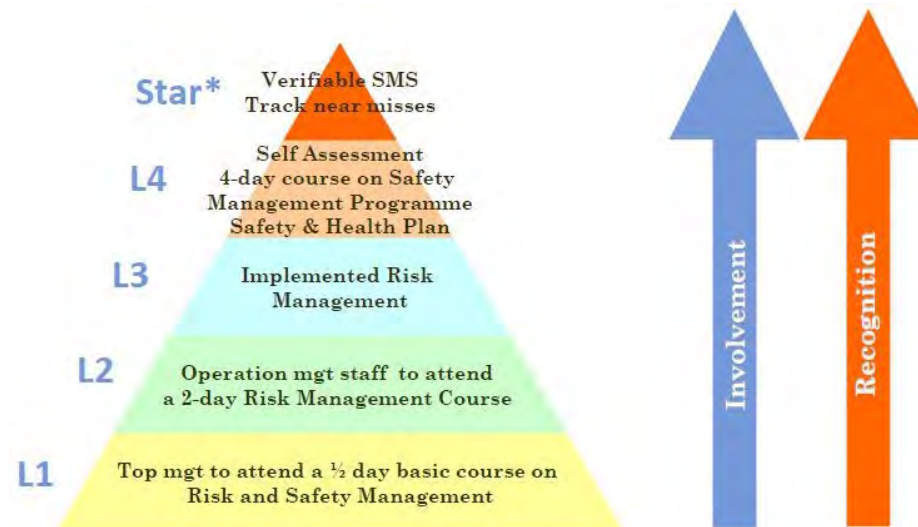 Star*
Verifiable SMS
Track near misses
L4
Self Assessment
4-day course on Safety
Management Programme
Safety & Health Plan
L3
Implemented Risk
Management
L2
Operation mgt staff to attend
a 2-day Risk Management Course
L1
Top mgt to attend a ½ day basic course on
Risk and Safety Management
Involvement
Recognition